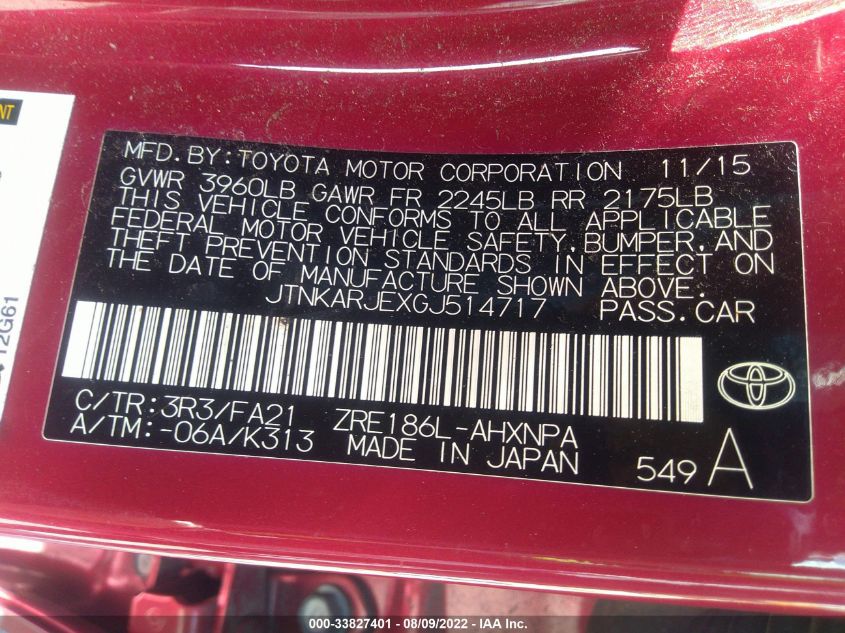 NT
MFD.BY:TOYOTA MOTOR CORPORATION 11/15
GVWR 3960LB GAWR FR 2245LB RR 2175LB
THIS VEHICLE CONFORMS TO ALL APPLICABLE
FEDERAL MOTOR VEHICLE SAFETY,BUMPER,AND
THEFT PREVENTION STANDARDS IN EFFECT ON
THE DATE OF MANUFACTURE SHOWN ABOVE.
JTNKARJEXGJ514717 PASS.CAR
C/TR:3R3/FA21 ZRE186L-AHXNPA
A/TM:-06A/K313 MADE IN JAPAN 549 A
12G61
000-33827401 - 08/09/2022 - IAA Inc.